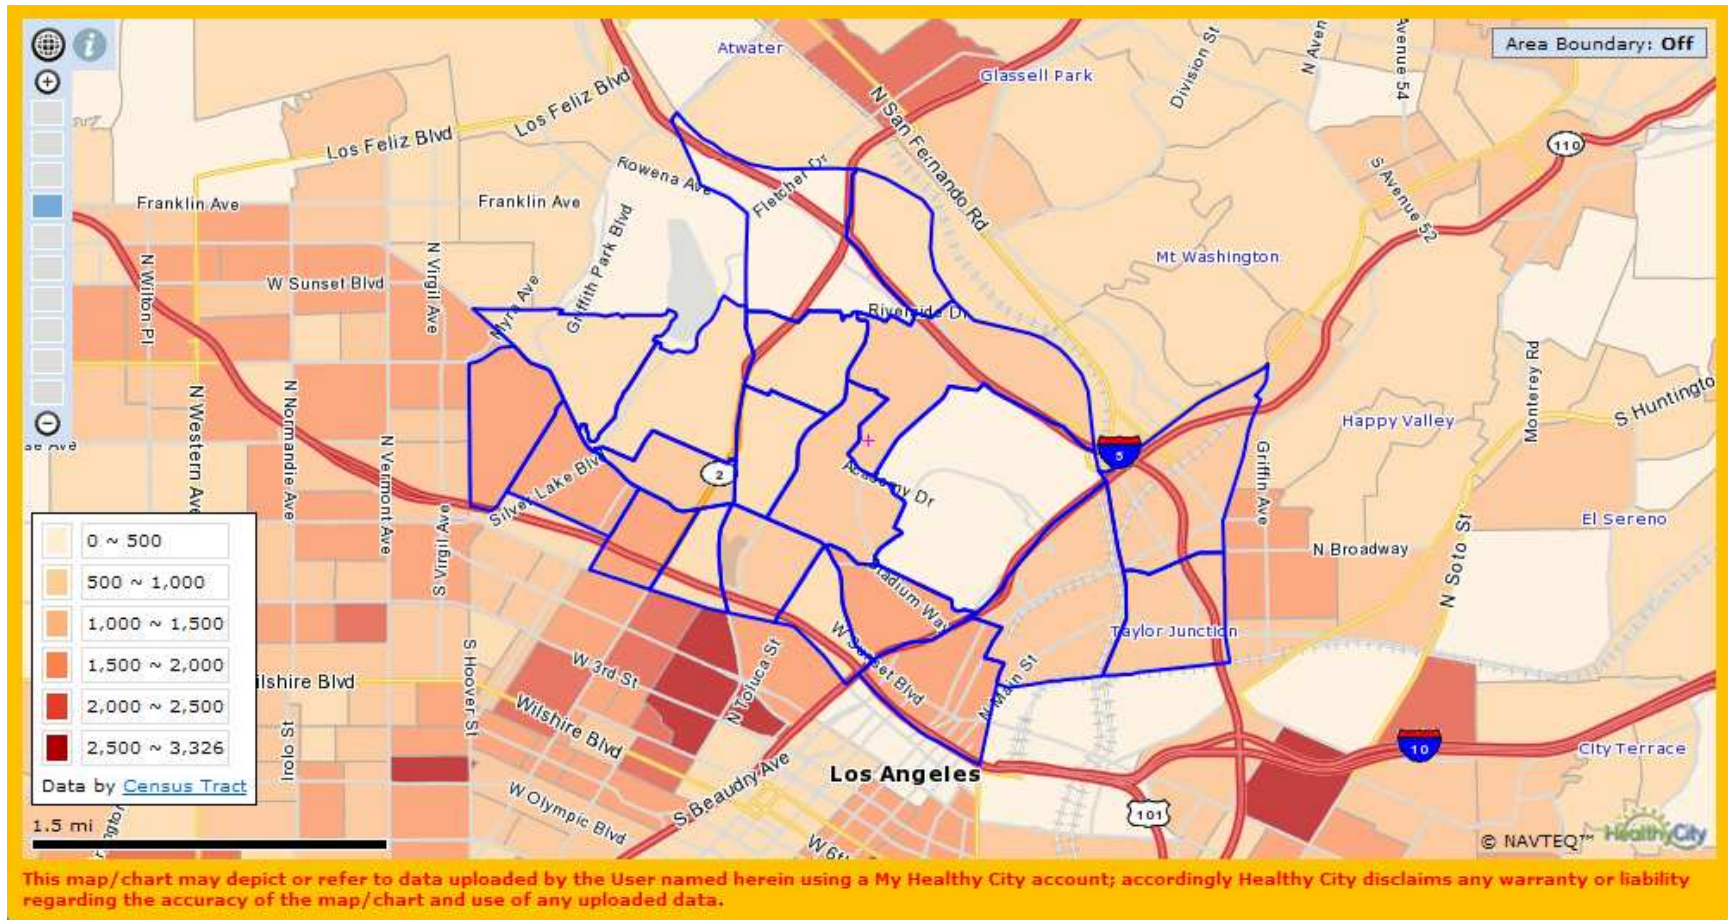 Area Boundary: Off
Atwater
Glassell Park
Division St
N Aven
Avenue 54
Los Feliz Blvd
Los Feliz Blvd
N San Fernando Rd
110
Rowena Ave
Fletcher Dr
S Avenue 52
Franklin Ave
Franklin Ave
Griffith Park Blvd
Mt Washington
N Wilton Pl
N Virgil Ave
W Sunset Blvd
Myra Ave
Riverside Dr
Monterey Rd
N Western Ave
N Normandie Ave
N Vermont Ave
S Huntingto
Happy Valley
5
2
Griffin Ave
Silver Lake Blvd
Academy Dr
El Sereno
S Virgil Ave
N Broadway
N Soto St
Stadium Way
Taylor Junction
W Sunset Blvd
N Main St
S Hoover St
W 3rd St
N Toluca St
ilshire Blvd
Wilshire Blvd
Irolo St
10
City Terrace
Los Angeles
S Beaudry Ave
W Olympic Blvd
101
W 6th
0 ~ 500
500 ~ 1,000
1,000 ~ 1,500
1,500 ~ 2,000
2,000 ~ 2,500
2,500 ~ 3,326
Data by Census Tract
1.5 mi
© NAVTEQ™
HealthyCity
This map/chart may depict or refer to data uploaded by the User named herein using a My Healthy City account; accordingly Healthy City disclaims any warranty or liability
regarding the accuracy of the map/chart and use of any uploaded data.